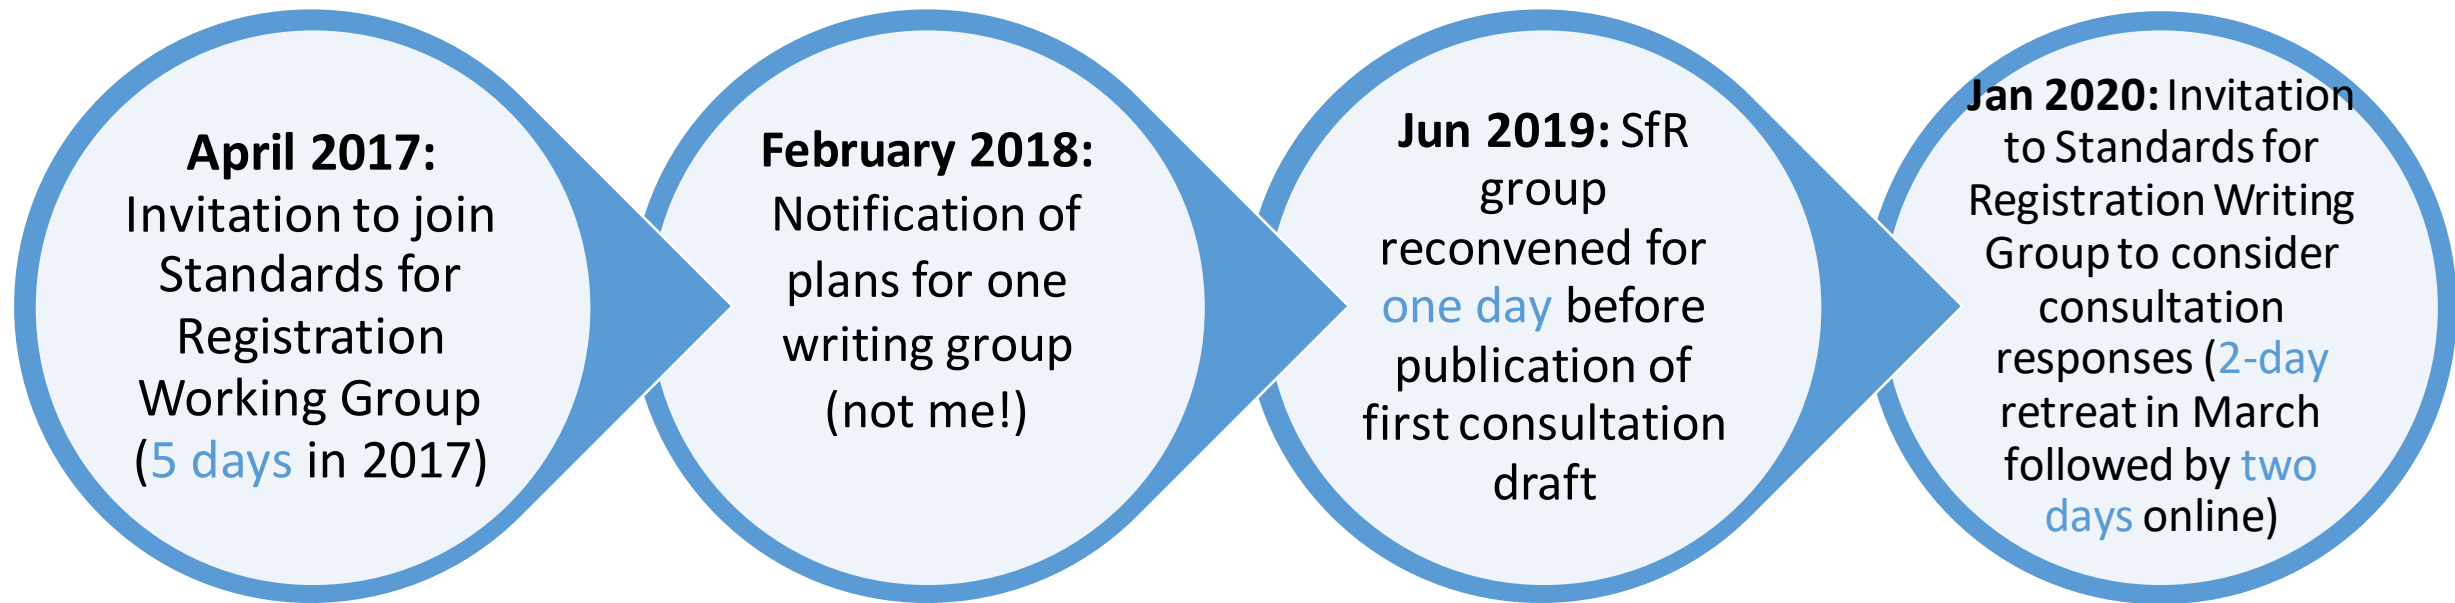 April 2017:
Invitation to join
Standards for
Registration
Working Group
(5 days in 2017)
February 2018:
Notification of
plans for one
writing group
(not me!)
Jun 2019: SfR
group
reconvened for
one day before
publication of
first consultation
draft
Jan 2020: Invitation
to Standards for
Registration Writing
Group to consider
consultation
responses (2-day
retreat in March
followed by two
days online)